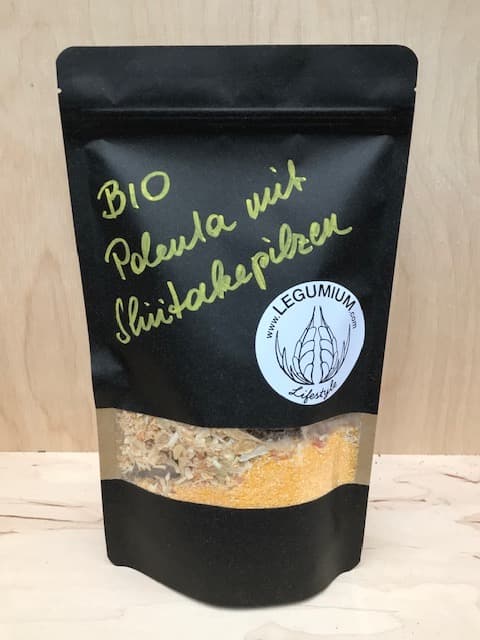 BIO
Polenta mit
Shiitakepilzen
www.LEGUMIUM.com
Lifestyle